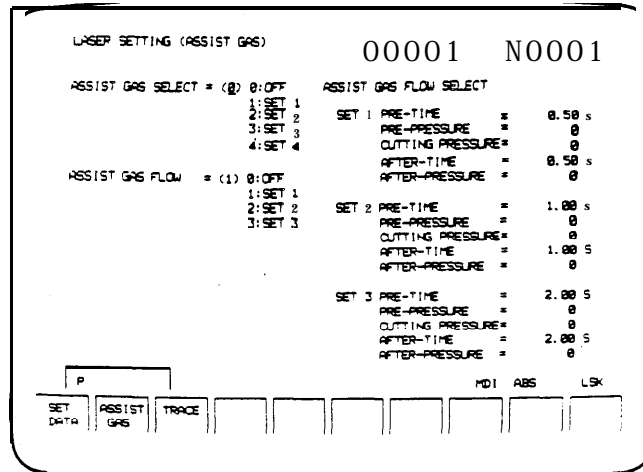 LASER SETTING (ASSIST GAS)
O0001 N0001
ASSIST GAS SELECT = (0) 0:OFF
1:SET 1
2:SET 2
3:SET 3
4:SET 4
ASSIST GAS FLOW = (1) 0:OFF
1:SET 1
2:SET 2
3:SET 3
ASSIST GAS FLOW SELECT
SET 1 PRE-TIME = 0.50 s
PRE-PRESSURE = 0
CUTTING PRESSURE= 0
AFTER-TIME = 0.50 s
AFTER-PRESSURE = 0
SET 2 PRE-TIME = 1.00 s
PRE-PRESSURE = 0
CUTTING PRESSURE= 0
AFTER-TIME = 1.00 S
AFTER-PRESSURE = 0
SET 3 PRE-TIME = 2.00 S
PRE-PRESSURE = 0
CUTTING PRESSURE= 0
AFTER-TIME = 2.00 S
AFTER-PRESSURE = 0
P
MDI ABS LSK
SET DATA
ASSIST GAS
TRACE